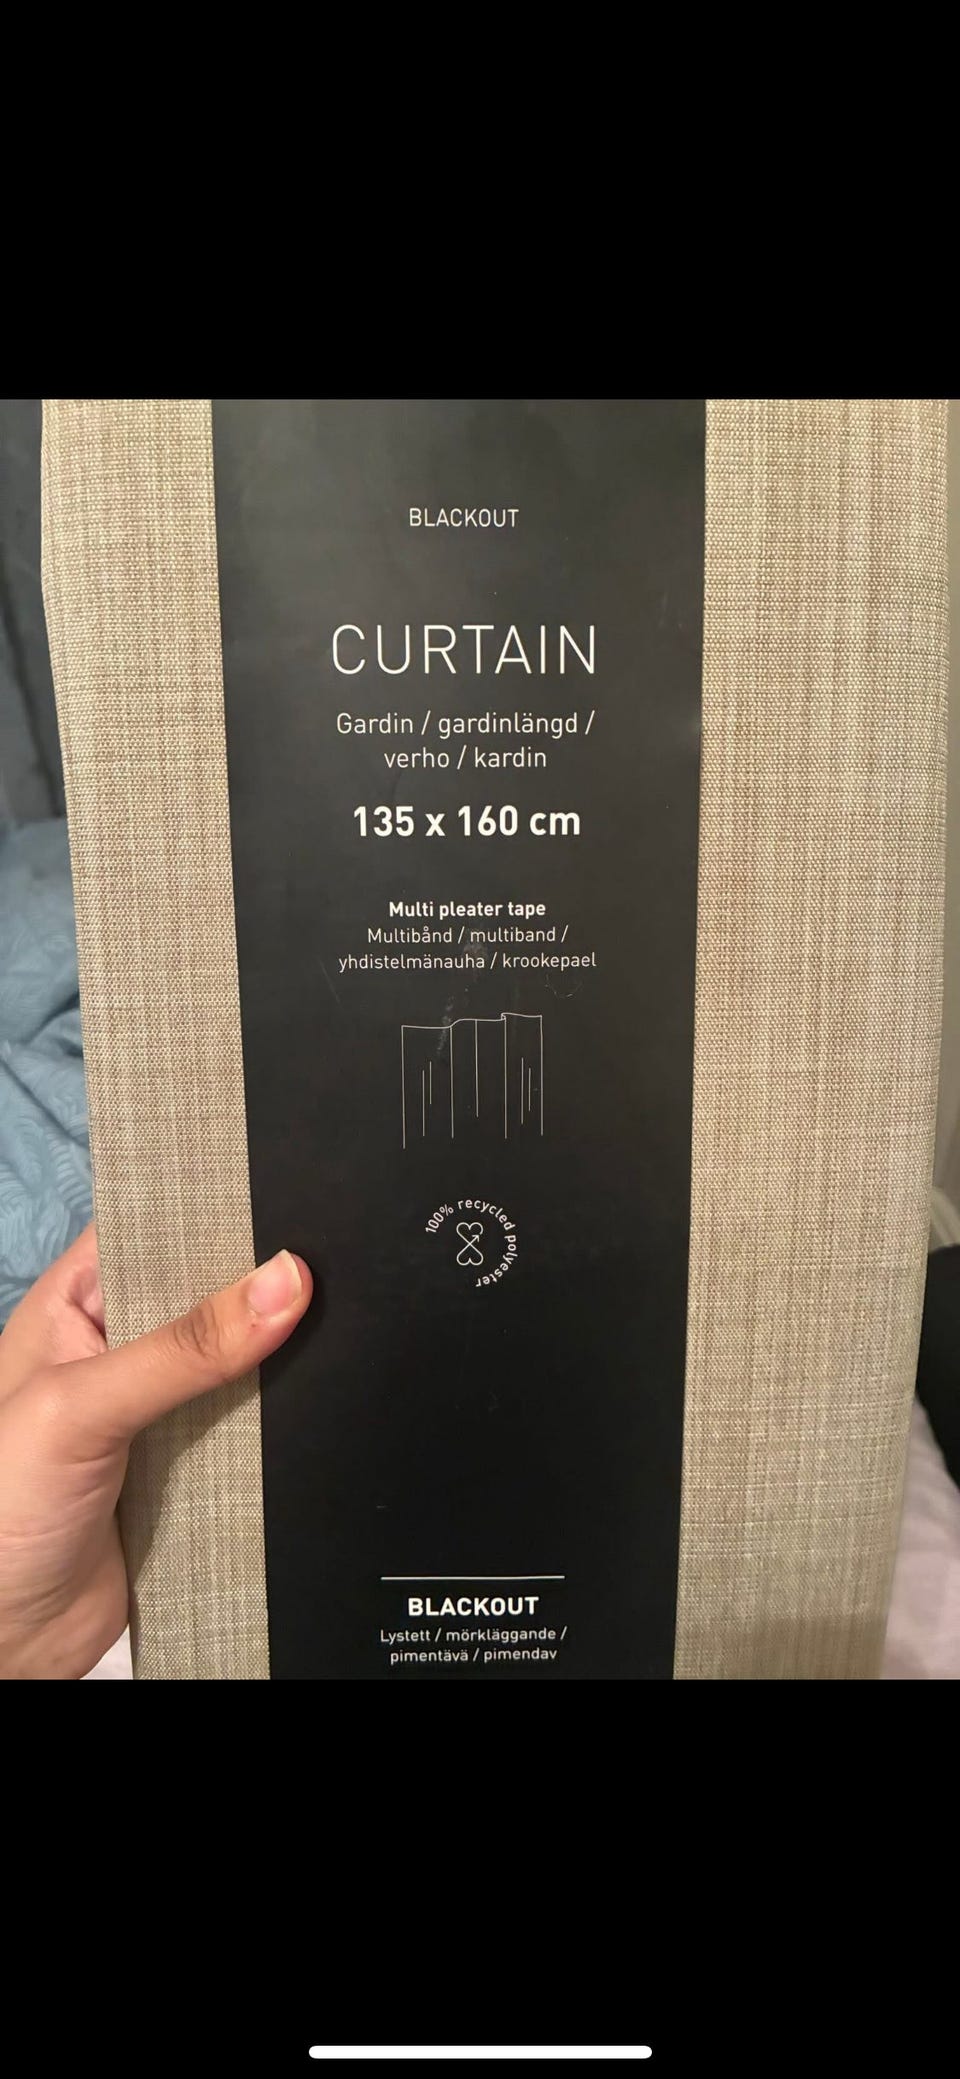 BLACKOUT
CURTAIN
Gardin / gardinlängd /
verho / kardin
135 x 160 cm
Multi pleater tape
Multibånd / multiband /
yhdistelmänauha / krookepael
100% recycled polyester
BLACKOUT
Lystett / mörkläggande /
pimentävä / pimendav